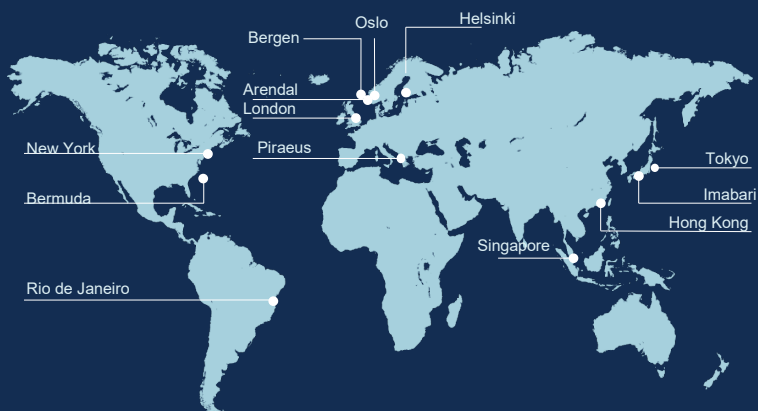 Oslo
Helsinki
Bergen
Arendal
London
New York
Piraeus
Tokyo
Bermuda
Imabari
Hong Kong
Singapore
Rio de Janeiro